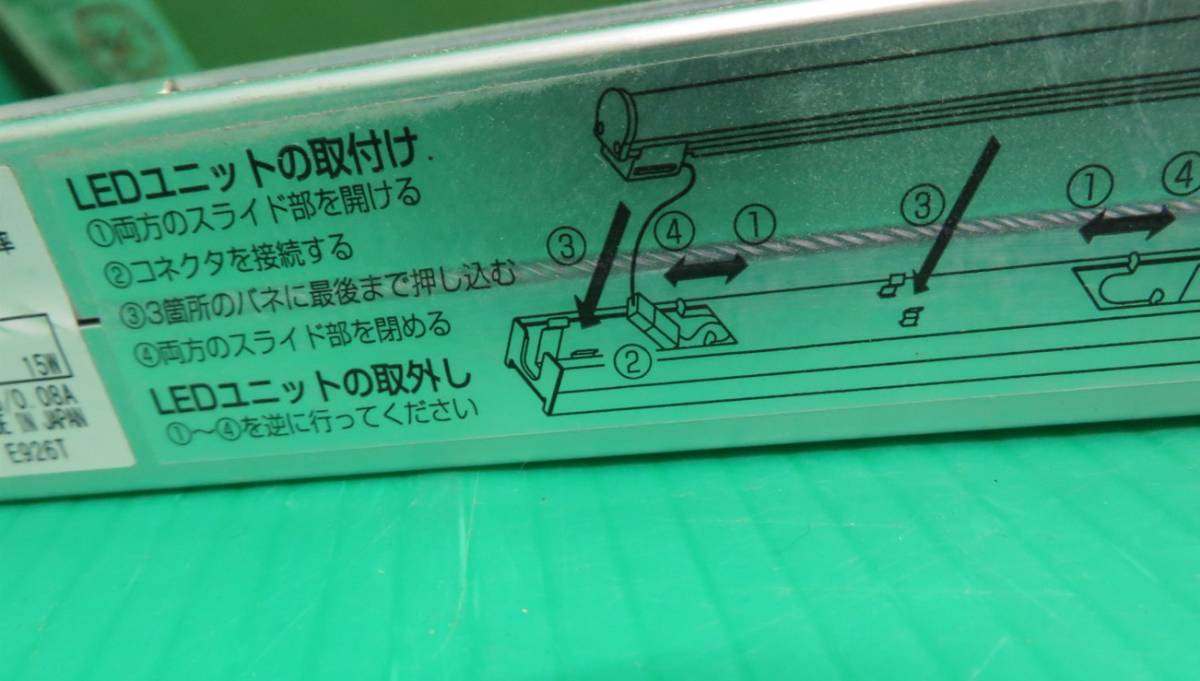 LEDユニットの取付け
①両方のスライド部を開ける
②コネクタを接続する
③3箇所のバネに最後まで押し込む
④両方のスライド部を閉める
LEDユニットの取外し
①～④を逆に行ってください
率
15W
/0.08A
IN JAPAN
E926T
③
④
①
③
①
④
②